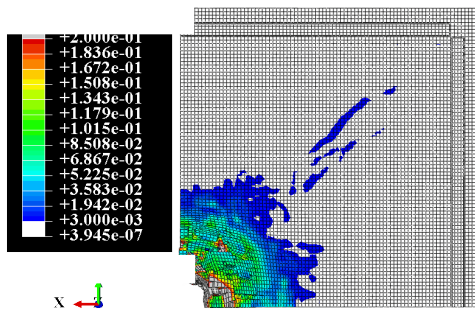 +2.000e-01
+1.836e-01
+1.672e-01
+1.508e-01
+1.343e-01
+1.179e-01
+1.015e-01
+8.508e-02
+6.867e-02
+5.225e-02
+3.583e-02
+1.942e-02
+3.000e-03
+3.945e-07
X